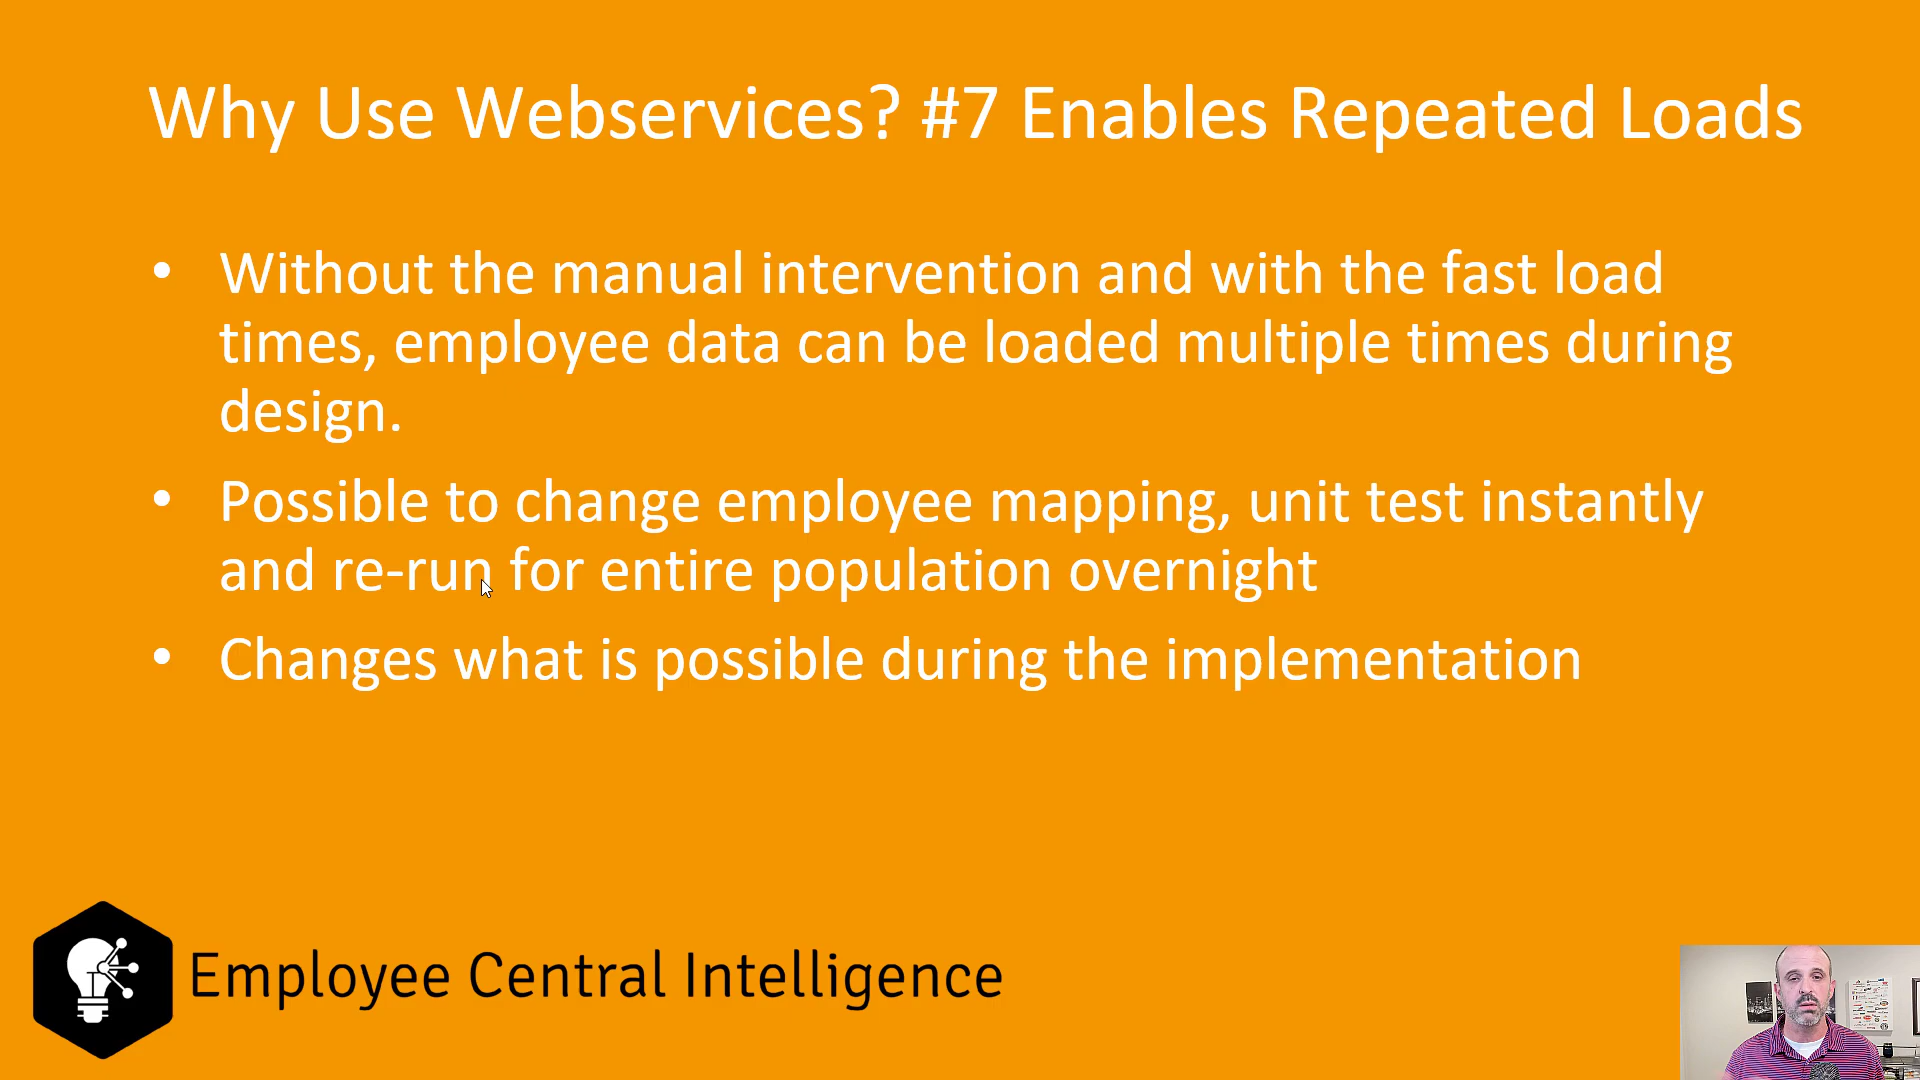 Why Use Webservices? #7 Enables Repeated Loads
• Without the manual intervention and with the fast load
times, employee data can be loaded multiple times during
design.
• Possible to change employee mapping, unit test instantly
and re-run for entire population overnight
• Changes what is possible during the implementation
Employee Central Intelligence